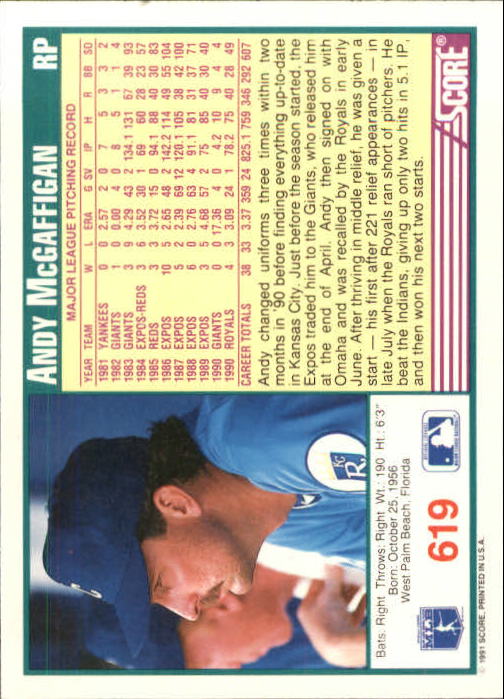 ANDY MCGAFFIGAN RP
MAJOR LEAGUE PITCHING RECORD
YEAR TEAM W L ERA G SV IP H R BB SO
1981 YANKEES 0 0 2.57 2 0 7 5 3 3 2
1982 GIANTS 1 0 0.00 4 0 8 5 1 1 4
1983 GIANTS 3 9 4.29 43 2 134.1 131 67 39 93
1984 EXPOS-REDS 3 6 3.52 30 1 69 60 28 23 57
1985 REDS 3 3 3.72 15 0 94.1 88 40 30 83
1986 EXPOS 10 5 2.65 48 2 142.2 114 49 55 104
1987 EXPOS 5 2 2.39 69 12 120.1 105 38 42 100
1988 EXPOS 6 0 2.76 63 4 91.1 81 31 37 71
1989 EXPOS 3 5 4.68 57 2 75 85 40 30 40
1990 GIANTS 0 0 17.36 4 0 4.2 10 9 4 4
1990 ROYALS 4 3 3.09 24 1 78.2 75 40 28 49
CAREER TOTALS 38 33 3.37 359 24 825.1 759 346 292 607
Andy changed uniforms three times within two
months in '90 before finding everything up-to-date
in Kansas City. Just before the season started, the
Expos traded him to the Giants, who released him
at the end of April. Andy then signed on with
Omaha and was recalled by the Royals in early
June. After thriving in middle relief, he was given a
start — his first after 221 relief appearances — in
late July when the Royals ran short of pitchers. He
beat the Indians, giving up only two hits in 5.1 IP,
and then won his next two starts.
SCORE®
KC
R
Bats: Right Throws: Right Wt.: 190 Ht.: 6'3"
Born: October 25, 1956
West Palm Beach, Florida
619
MLB
© 1991 SCORE, PRINTED IN U.S.A.